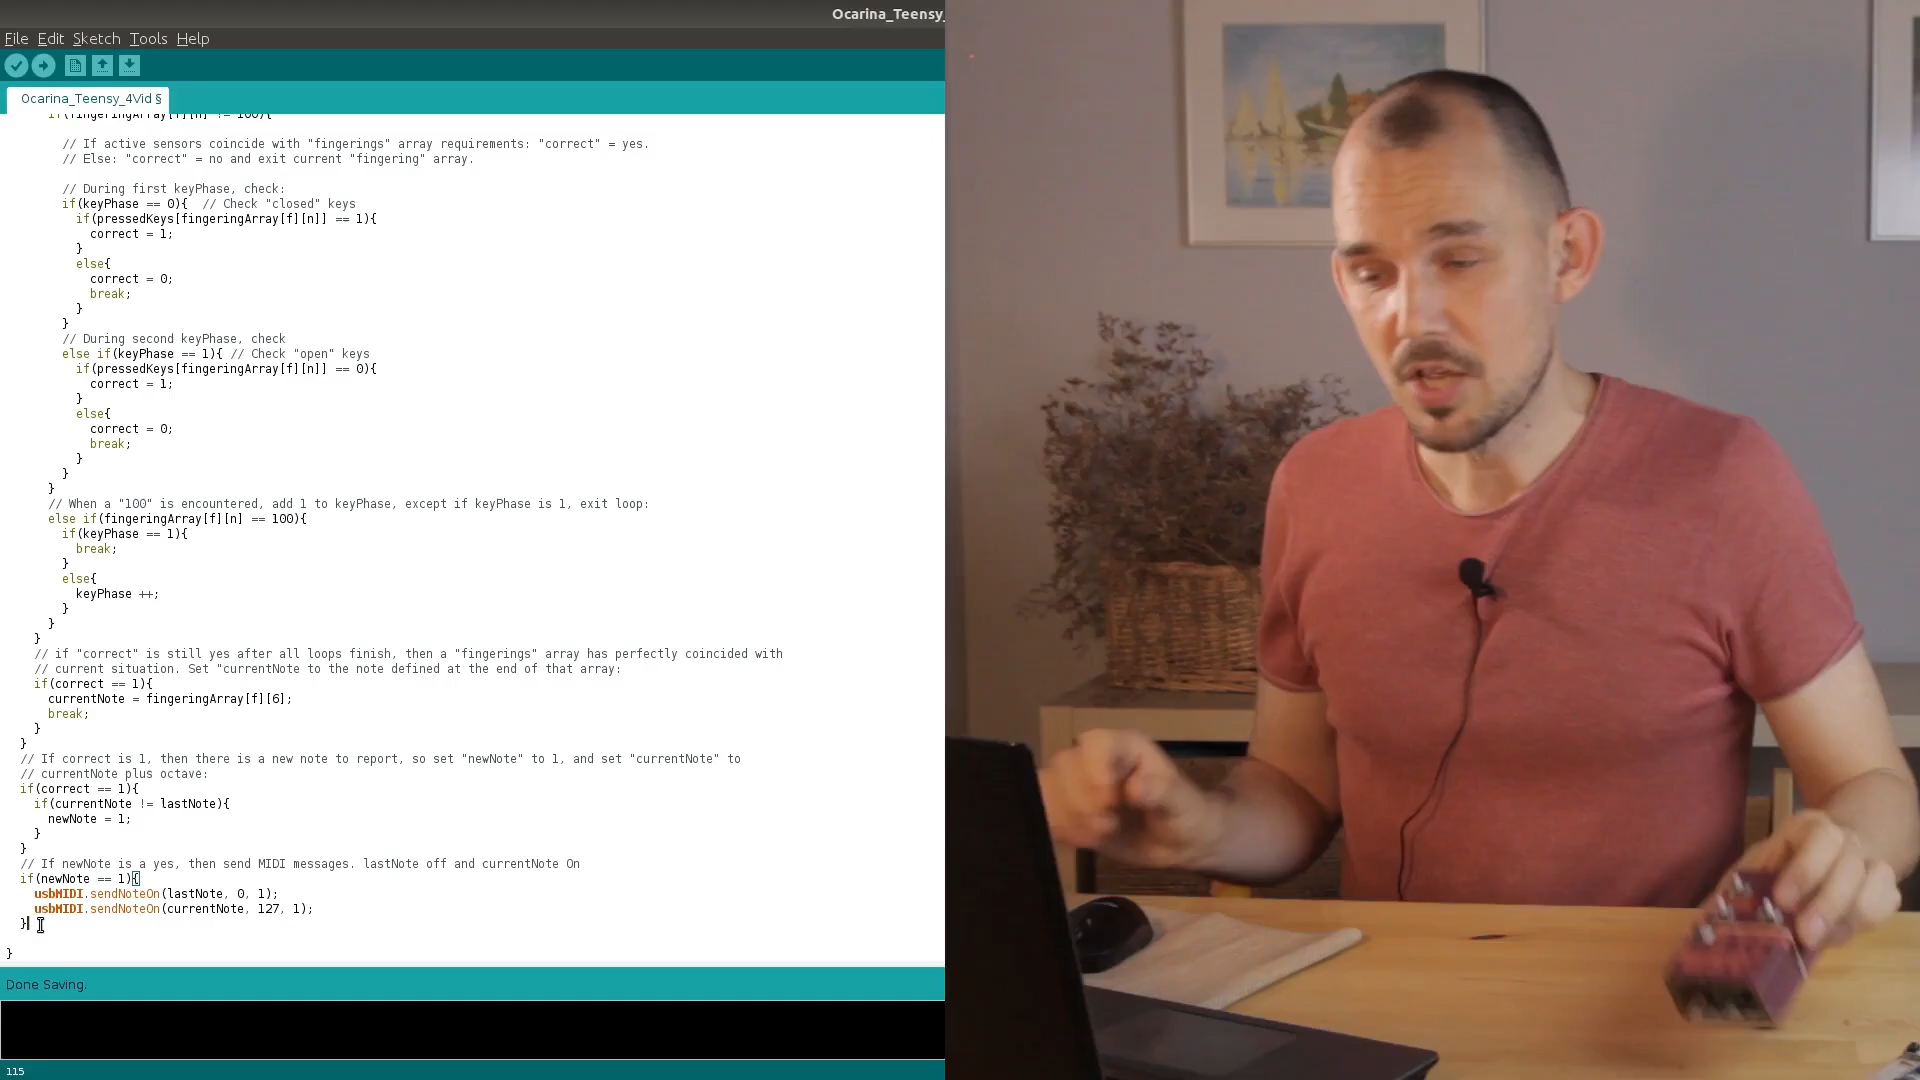 Ocarina_Teensy_
File Edit Sketch Tools Help
Ocarina_Teensy_4Vid §
if(fingeringArray[f][n] != 100){
// If active sensors coincide with "fingerings" array requirements: "correct" = yes.
// Else: "correct" = no and exit current "fingering" array.
// During first keyPhase, check:
if(keyPhase == 0){  // Check "closed" keys
if(pressedKeys[fingeringArray[f][n]] == 1){
correct = 1;
}
else{
correct = 0;
break;
}
}
// During second keyPhase, check
else if(keyPhase == 1){ // Check "open" keys
if(pressedKeys[fingeringArray[f][n]] == 0){
correct = 1;
}
else{
correct = 0;
break;
}
}
}
// When a "100" is encountered, add 1 to keyPhase, except if keyPhase is 1, exit loop:
else if(fingeringArray[f][n] == 100){
if(keyPhase == 1){
break;
}
else{
keyPhase ++;
}
}
}
// if "correct" is still yes after all loops finish, then a "fingerings" array has perfectly coincided with
// current situation. Set "currentNote to the note defined at the end of that array:
if(correct == 1){
currentNote = fingeringArray[f][6];
break;
}
}
// If correct is 1, then there is a new note to report, so set "newNote" to 1, and set "currentNote" to
// currentNote plus octave:
if(correct == 1){
if(currentNote != lastNote){
newNote = 1;
}
}
// If newNote is a yes, then send MIDI messages. lastNote off and currentNote On
if(newNote == 1){
usbMIDI.sendNoteOn(lastNote, 0, 1);
usbMIDI.sendNoteOn(currentNote, 127, 1);
}
}
Done Saving.
115